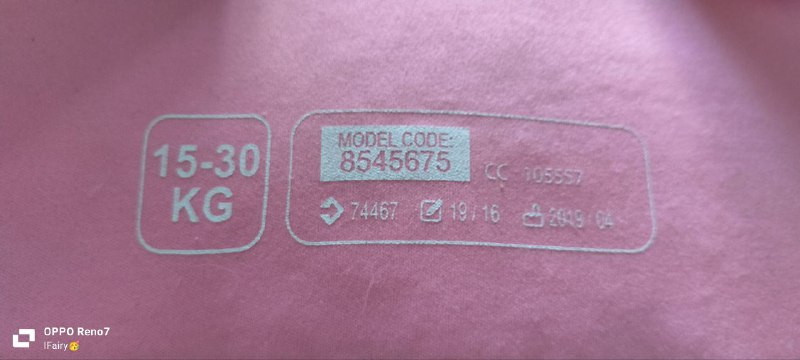 15-30
KG
MODEL CODE:
8545675
CC 105557
74467 19/16 2019/04
OPPO Reno7
!Fairy🥳